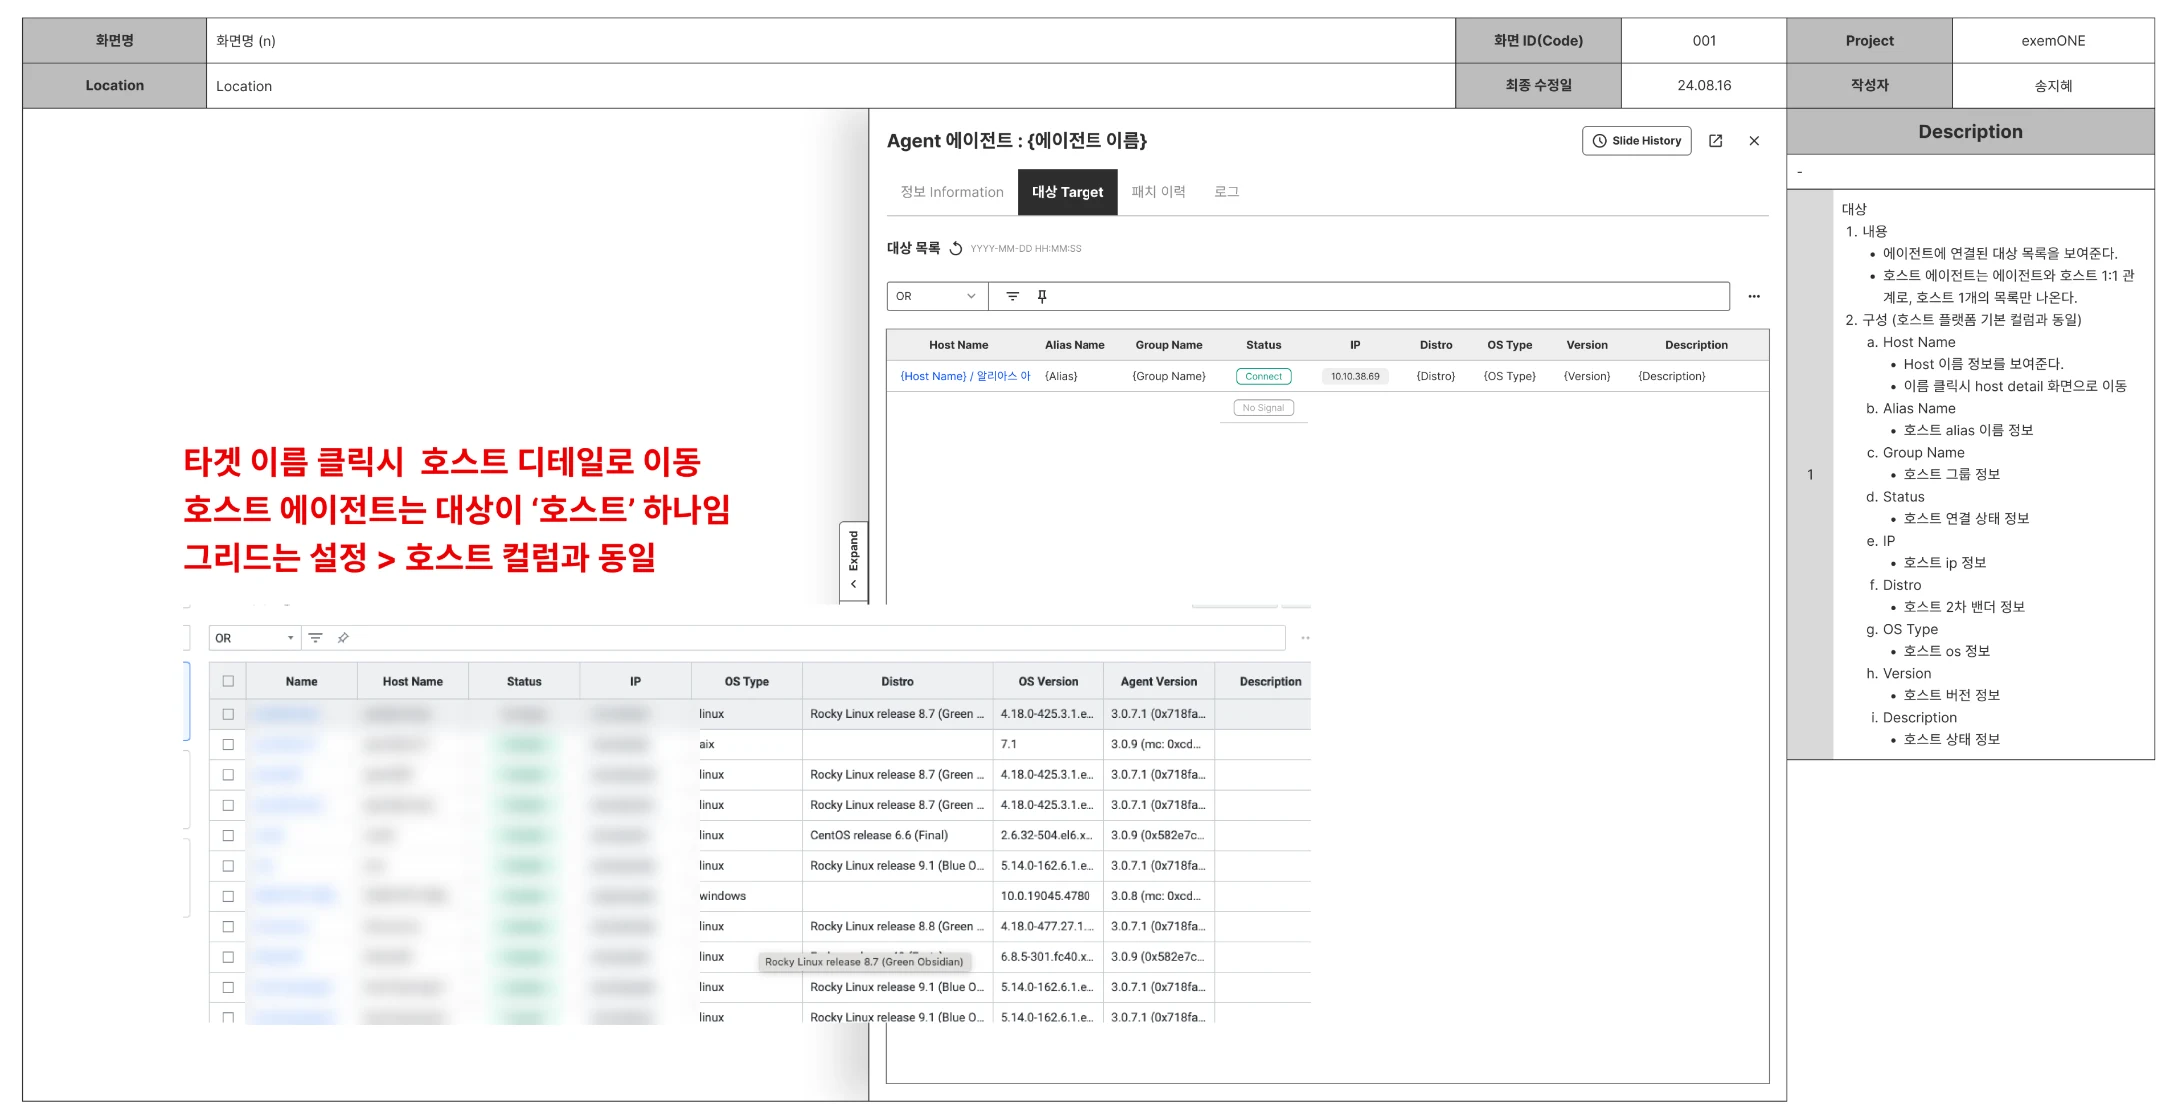 화면명
화면명 (n)
화면 ID(Code)
001
Project
exemONE
Location
Location
최종 수정일
24.08.16
작성자
송지혜
Agent 에이전트 : {에이전트 이름}
Slide History
정보 Information
대상 Target
패치 이력
로그
대상 목록
YYYY-MM-DD HH:MM:SS
OR
Host Name
Alias Name
Group Name
Status
IP
Distro
OS Type
Version
Description
{Host Name} / 알리아스 아
{Alias}
{Group Name}
Connect
10.10.38.69
{Distro}
{OS Type}
{Version}
{Description}
No Signal
Expand
타겟 이름 클릭시 호스트 디테일로 이동
호스트 에이전트는 대상이 ‘호스트’ 하나임
그리드는 설정 > 호스트 컬럼과 동일
OR
Name
Host Name
Status
IP
OS Type
Distro
OS Version
Agent Version
Description
linux
Rocky Linux release 8.7 (Green ...
4.18.0-425.3.1.e...
3.0.7.1 (0x718fa...
aix
7.1
3.0.9 (mc: 0xcd...
linux
Rocky Linux release 8.7 (Green ...
4.18.0-425.3.1.e...
3.0.7.1 (0x718fa...
linux
Rocky Linux release 8.7 (Green ...
4.18.0-425.3.1.e...
3.0.7.1 (0x718fa...
linux
CentOS release 6.6 (Final)
2.6.32-504.el6.x...
3.0.9 (0x582e7c...
linux
Rocky Linux release 9.1 (Blue O...
5.14.0-162.6.1.e...
3.0.7.1 (0x718fa...
windows
10.0.19045.4780
3.0.8 (mc: 0xcd...
linux
Rocky Linux release 8.8 (Green ...
4.18.0-477.27.1....
3.0.7.1 (0x718fa...
linux
6.8.5-301.fc40.x...
3.0.9 (0x582e7c...
Rocky Linux release 8.7 (Green Obsidian)
linux
Rocky Linux release 9.1 (Blue O...
5.14.0-162.6.1.e...
3.0.7.1 (0x718fa...
linux
Rocky Linux release 9.1 (Blue O...
5.14.0-162.6.1.e...
3.0.7.1 (0x718fa...
Description
-
1
대상
1. 내용
• 에이전트에 연결된 대상 목록을 보여준다.
• 호스트 에이전트는 에이전트와 호스트 1:1 관
계로, 호스트 1개의 목록만 나온다.
2. 구성 (호스트 플랫폼 기본 컬럼과 동일)
a. Host Name
• Host 이름 정보를 보여준다.
• 이름 클릭시 host detail 화면으로 이동
b. Alias Name
• 호스트 alias 이름 정보
c. Group Name
• 호스트 그룹 정보
d. Status
• 호스트 연결 상태 정보
e. IP
• 호스트 ip 정보
f. Distro
• 호스트 2차 밴더 정보
g. OS Type
• 호스트 os 정보
h. Version
• 호스트 버전 정보
i. Description
• 호스트 상태 정보